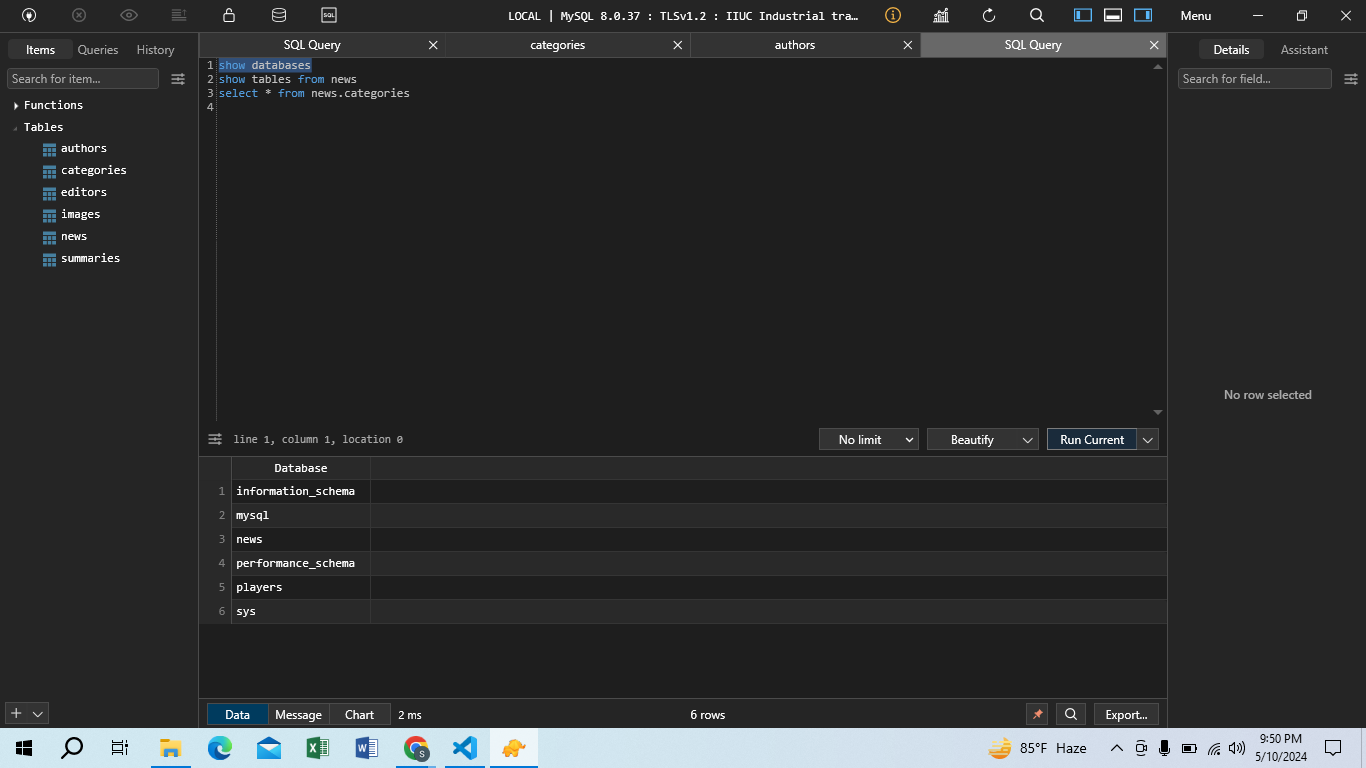 LOCAL | MySQL 8.0.37 : TLSv1.2 : IIUC Industrial tra…
Menu
SQL
Items Queries History
SQL Query categories authors SQL Query
Details Assistant
Search for item...
Search for field...
Functions
Tables
authors
categories
editors
images
news
summaries
1 show databases
2 show tables from news
3 select * from news.categories
4
No row selected
line 1, column 1, location 0
No limit Beautify Run Current
Database
1 information_schema
2 mysql
3 news
4 performance_schema
5 players
6 sys
Data Message Chart 2 ms 6 rows Export...
85°F Haze
9:50 PM
5/10/2024